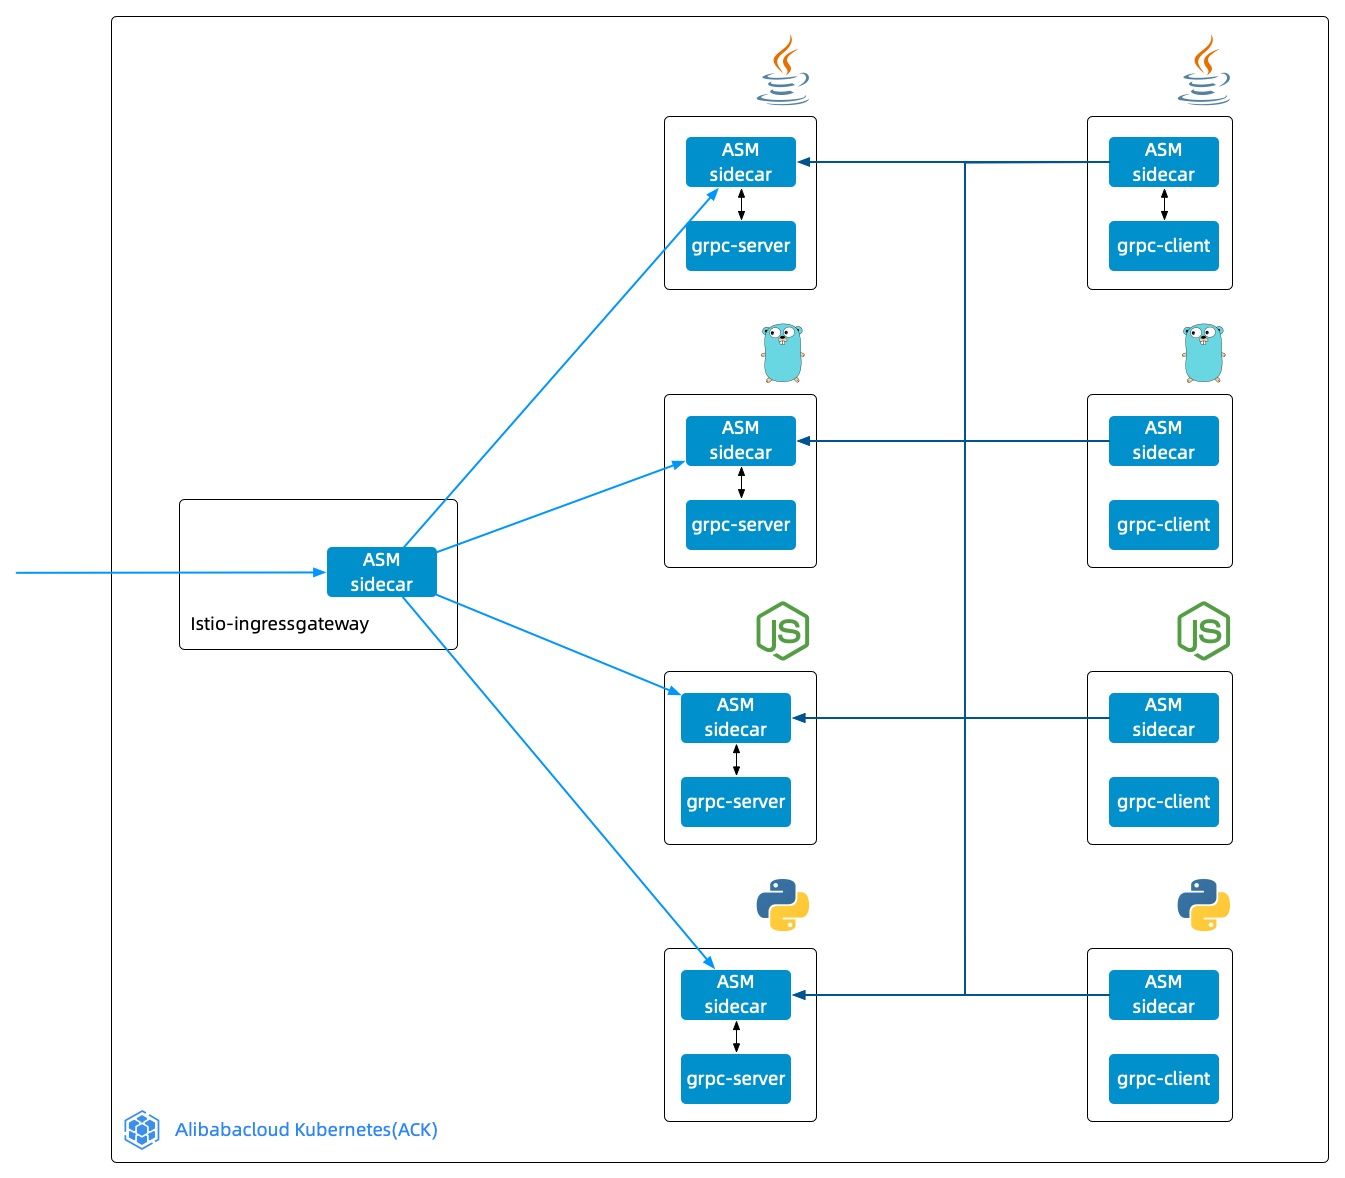 ASM
sidecar
grpc-server
ASM
sidecar
grpc-client
ASM
sidecar
grpc-server
ASM
sidecar
grpc-client
ASM
sidecar
Istio-ingressgateway
JS
JS
ASM
sidecar
grpc-server
ASM
sidecar
grpc-client
ASM
sidecar
grpc-server
ASM
sidecar
grpc-client
Alibabacloud Kubernetes(ACK)